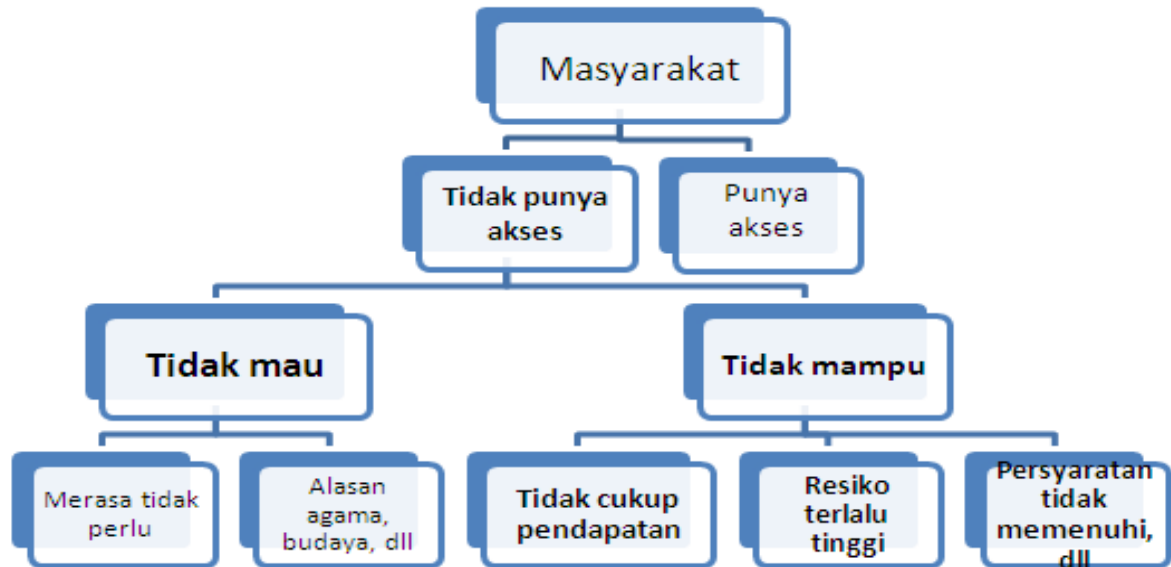 Masyarakat
Tidak punya
akses
Punya
akses
Tidak mau
Tidak mampu
Merasa tidak
perlu
Alasan
agama,
budaya, dll
Tidak cukup
pendapatan
Resiko
terlalu
tinggi
Persyaratan
tidak
memenuhi,
dll